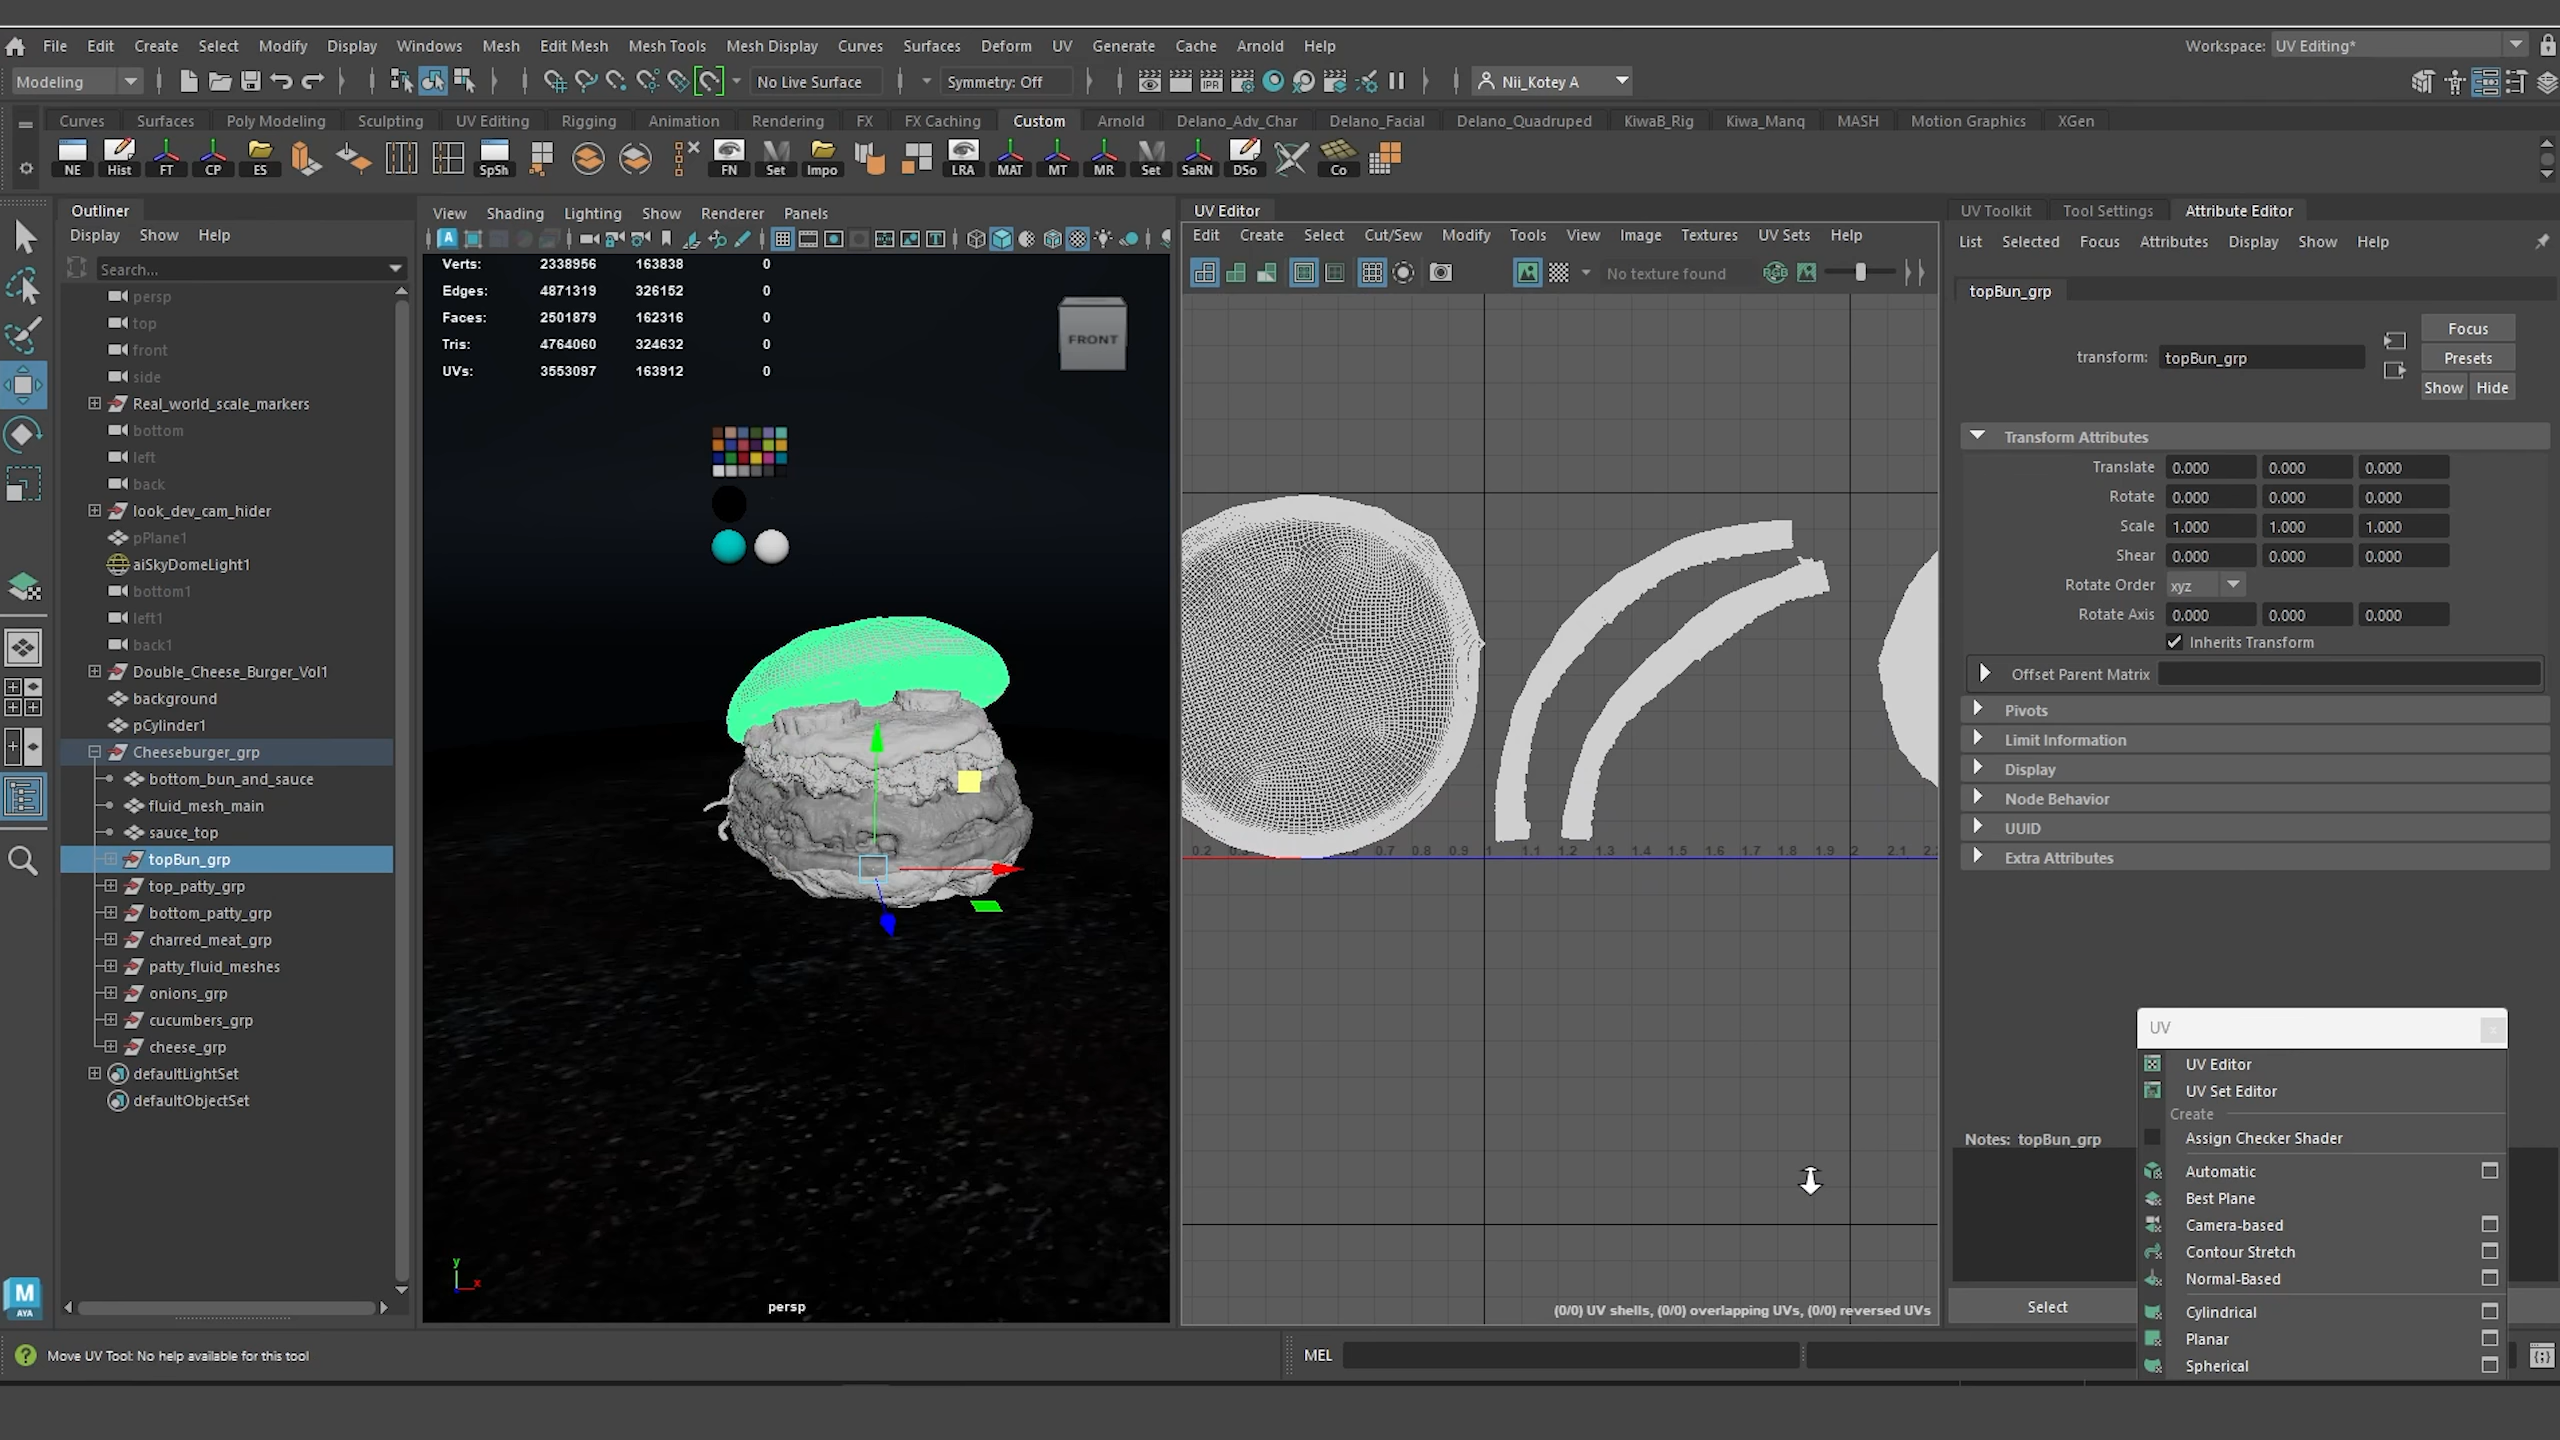 File Edit Create Select Modify Display Windows Mesh Edit Mesh Mesh Tools Mesh Display Curves Surfaces Deform UV Generate Cache Arnold Help Workspace: UV Editing*
Modeling No Live Surface Symmetry: Off Nii_Kotey A
Curves Surfaces Poly Modeling Sculpting UV Editing Rigging Animation Rendering FX FX Caching Custom Arnold Delano_Adv_Char Delano_Facial Delano_Quadruped KiwaB_Rig Kiwa_Manq MASH Motion Graphics XGen
NE Hist FT CP ES SpSh FN Set Impo LRA MAT MT MR Set SaRN DSo Co
Outliner
Display Show Help
Search...
persp
top
front
side
Real_world_scale_markers
bottom
left
back
look_dev_cam_hider
pPlane1
aiSkyDomeLight1
bottom1
left1
back1
Double_Cheese_Burger_Vol1
background
pCylinder1
Cheeseburger_grp
bottom_bun_and_sauce
fluid_mesh_main
sauce_top
topBun_grp
top_patty_grp
bottom_patty_grp
charred_meat_grp
patty_fluid_meshes
onions_grp
cucumbers_grp
cheese_grp
defaultLightSet
defaultObjectSet
View Shading Lighting Show Renderer Panels
Verts: 2338956 163838 0
Edges: 4871319 326152 0
Faces: 2501879 162316 0
Tris: 4764060 324632 0
UVs: 3553097 163912 0
FRONT
y
x
persp
UV Editor
Edit Create Select Cut/Sew Modify Tools View Image Textures UV Sets Help
No texture found
0.2 0.7 0.8 0.9 1 1.1 1.2 1.3 1.4 1.5 1.6 1.7 1.8 1.9 2 2.1
(0/0) UV shells, (0/0) overlapping UVs, (0/0) reversed UVs
UV Toolkit Tool Settings Attribute Editor
List Selected Focus Attributes Display Show Help
topBun_grp
transform: topBun_grp
Focus
Presets
Show Hide
Transform Attributes
Translate 0.000 0.000 0.000
Rotate 0.000 0.000 0.000
Scale 1.000 1.000 1.000
Shear 0.000 0.000 0.000
Rotate Order xyz
Rotate Axis 0.000 0.000 0.000
Inherits Transform
Offset Parent Matrix
Pivots
Limit Information
Display
Node Behavior
UUID
Extra Attributes
Notes: topBun_grp
Select
UV
UV Editor
UV Set Editor
Create
Assign Checker Shader
Automatic
Best Plane
Camera-based
Contour Stretch
Normal-Based
Cylindrical
Planar
Spherical
M
AYA
Move UV Tool: No help available for this tool
MEL